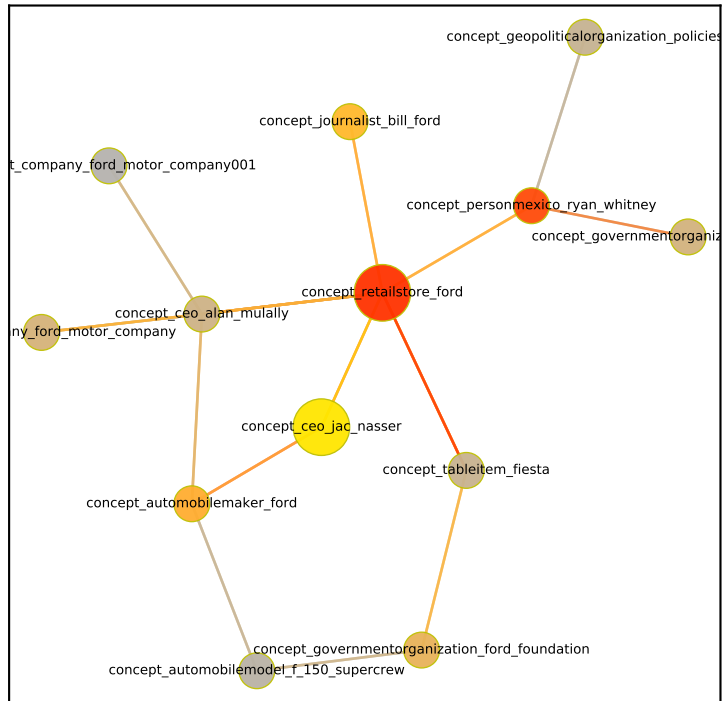 concept_geopoliticalorganization_policies
concept_journalist_bill_ford
t_company_ford_motor_company001
concept_personmexico_ryan_whitney
concept_governmentorganiz
concept_retailstore_ford
concept_ceo_alan_mulally
ny_ford_motor_company
concept_ceo_jac_nasser
concept_tableitem_fiesta
concept_automobilemaker_ford
concept_governmentorganization_ford_foundation
concept_automobilemodel_f_150_supercrew